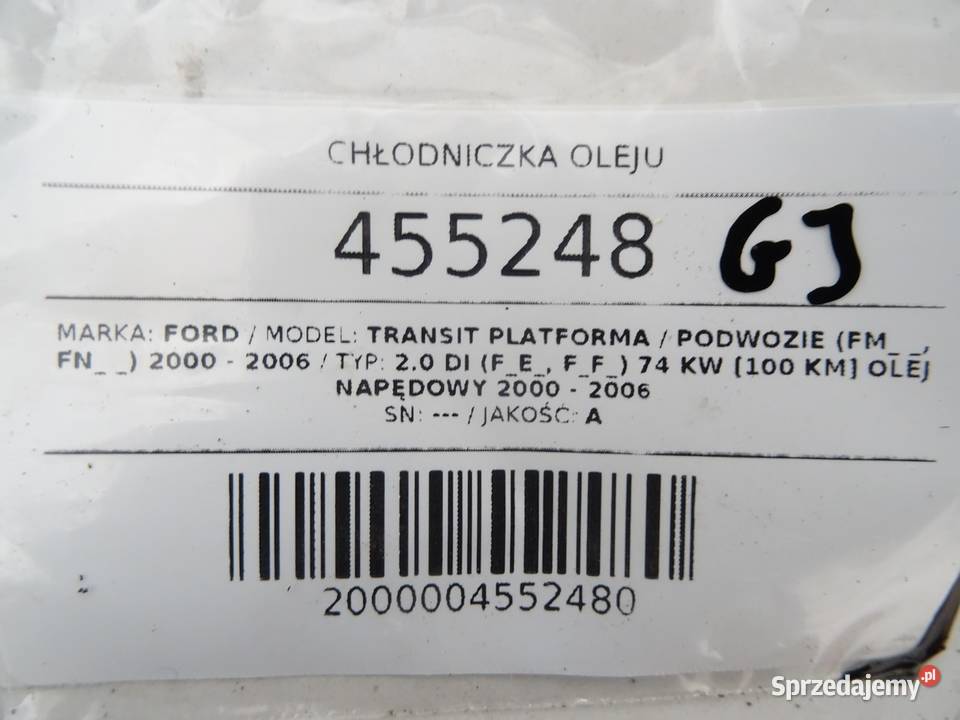 CHŁODNICZKA OLEJU
455248 GJ
MARKA: FORD / MODEL: TRANSIT PLATFORMA / PODWOZIE (FM_ _,
FN_ _) 2000 - 2006 / TYP: 2.0 DI (F_E_, F_F_) 74 KW [100 KM] OLEJ
NAPĘDOWY 2000 - 2006
SN: --- / JAKOŚĆ: A
2000004552480
Sprzedajemy.pl